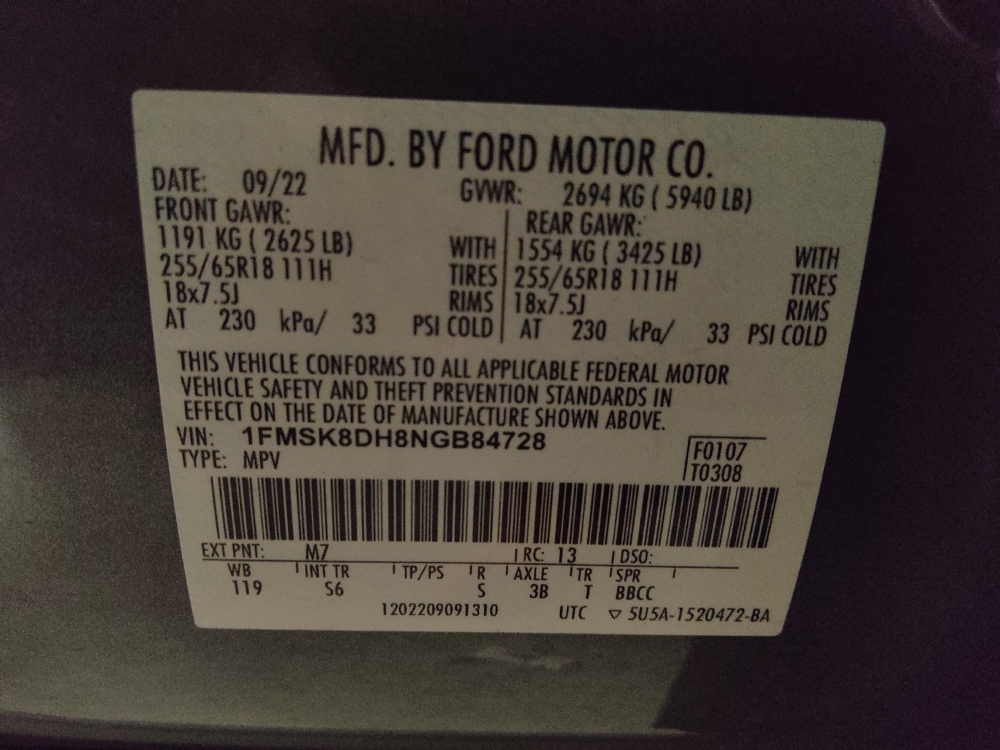 MFD. BY FORD MOTOR CO.
DATE: 09/22 GVWR: 2694 KG ( 5940 LB)
FRONT GAWR: REAR GAWR:
1191 KG ( 2625 LB) WITH 1554 KG ( 3425 LB) WITH
255/65R18 111H TIRES 255/65R18 111H TIRES
18x7.5J RIMS 18x7.5J RIMS
AT 230 kPa/ 33 PSI COLD AT 230 kPa/ 33 PSI COLD
THIS VEHICLE CONFORMS TO ALL APPLICABLE FEDERAL MOTOR
VEHICLE SAFETY AND THEFT PREVENTION STANDARDS IN
EFFECT ON THE DATE OF MANUFACTURE SHOWN ABOVE.
VIN: 1FMSK8DH8NGB84728
TYPE: MPV
F0107
T0308
EXT PNT: M7 RC: 13 DSO:
WB INT TR TP/PS R AXLE TR SPR
119 S6 S 3B T BBCC
1202209091310 UTC ▽ 5U5A-1520472-BA